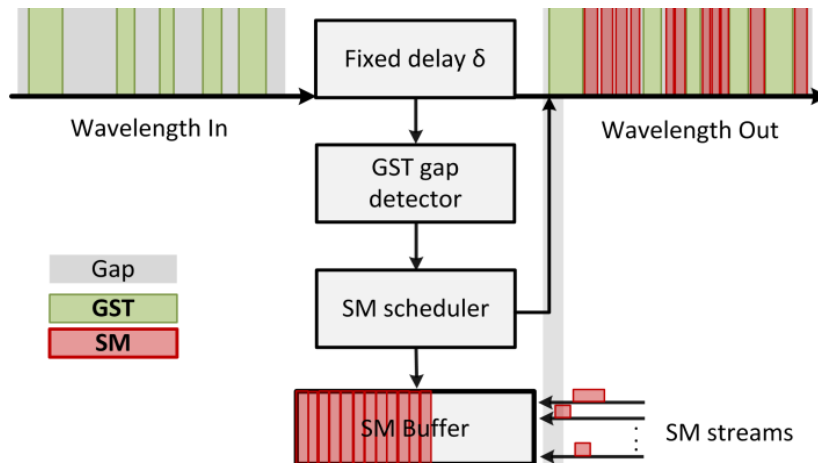 Fixed delay δ
Wavelength In
Wavelength Out
GST gap
detector
Gap
GST
SM
SM scheduler
SM Buffer
SM streams